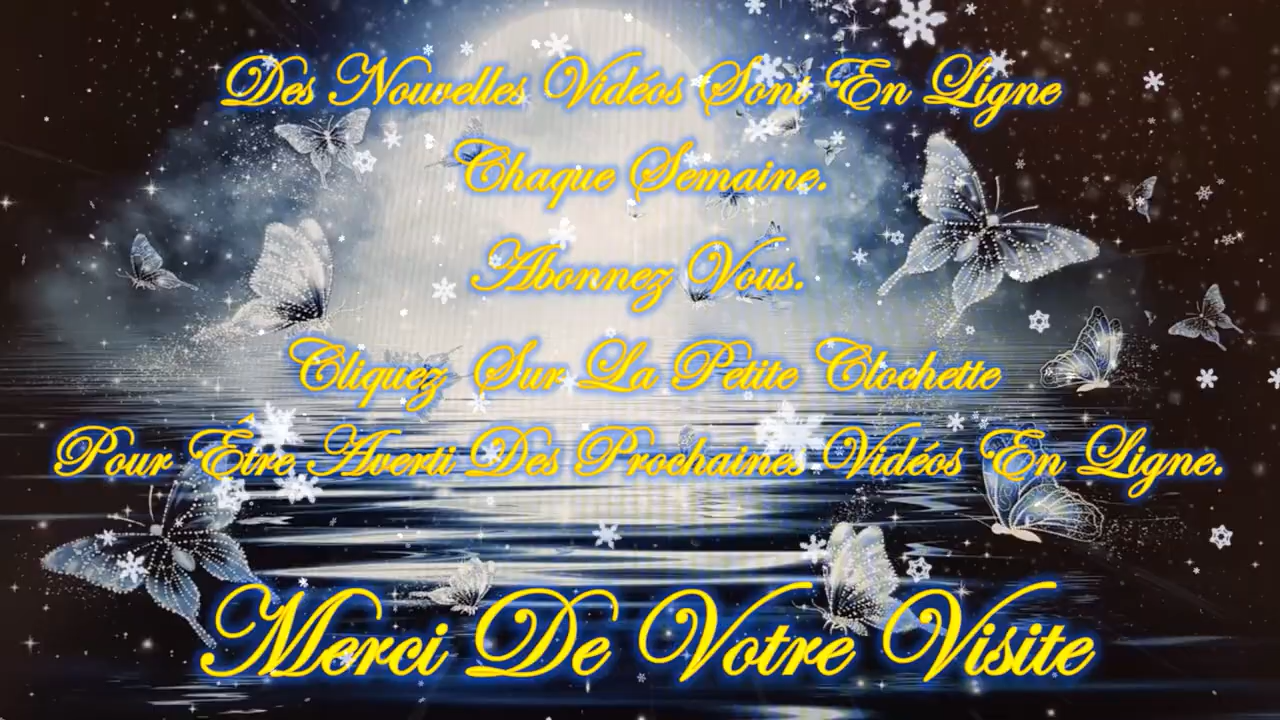 Des Nouvelles Vidéos Sont En Ligne
Chaque Semaine.
Abonnez Vous.
Cliquez Sur La Petite Clochette
Pour Être Averti Des Prochaines Vidéos En Ligne.
Merci De Votre Visite